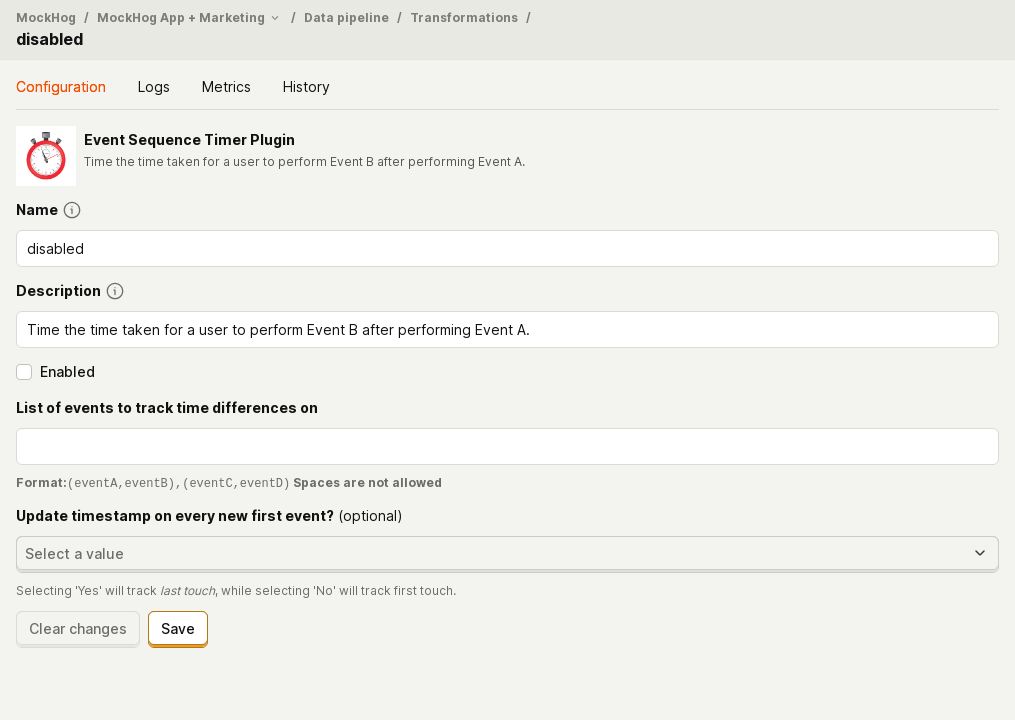 MockHog / MockHog App + Marketing / Data pipeline / Transformations /
disabled
Configuration Logs Metrics History
Event Sequence Timer Plugin
Time the time taken for a user to perform Event B after performing Event A.
Name
disabled
Description
Time the time taken for a user to perform Event B after performing Event A.
Enabled
List of events to track time differences on
Format:(eventA,eventB),(eventC,eventD) Spaces are not allowed
Update timestamp on every new first event? (optional)
Select a value
Selecting 'Yes' will track last touch, while selecting 'No' will track first touch.
Clear changes Save